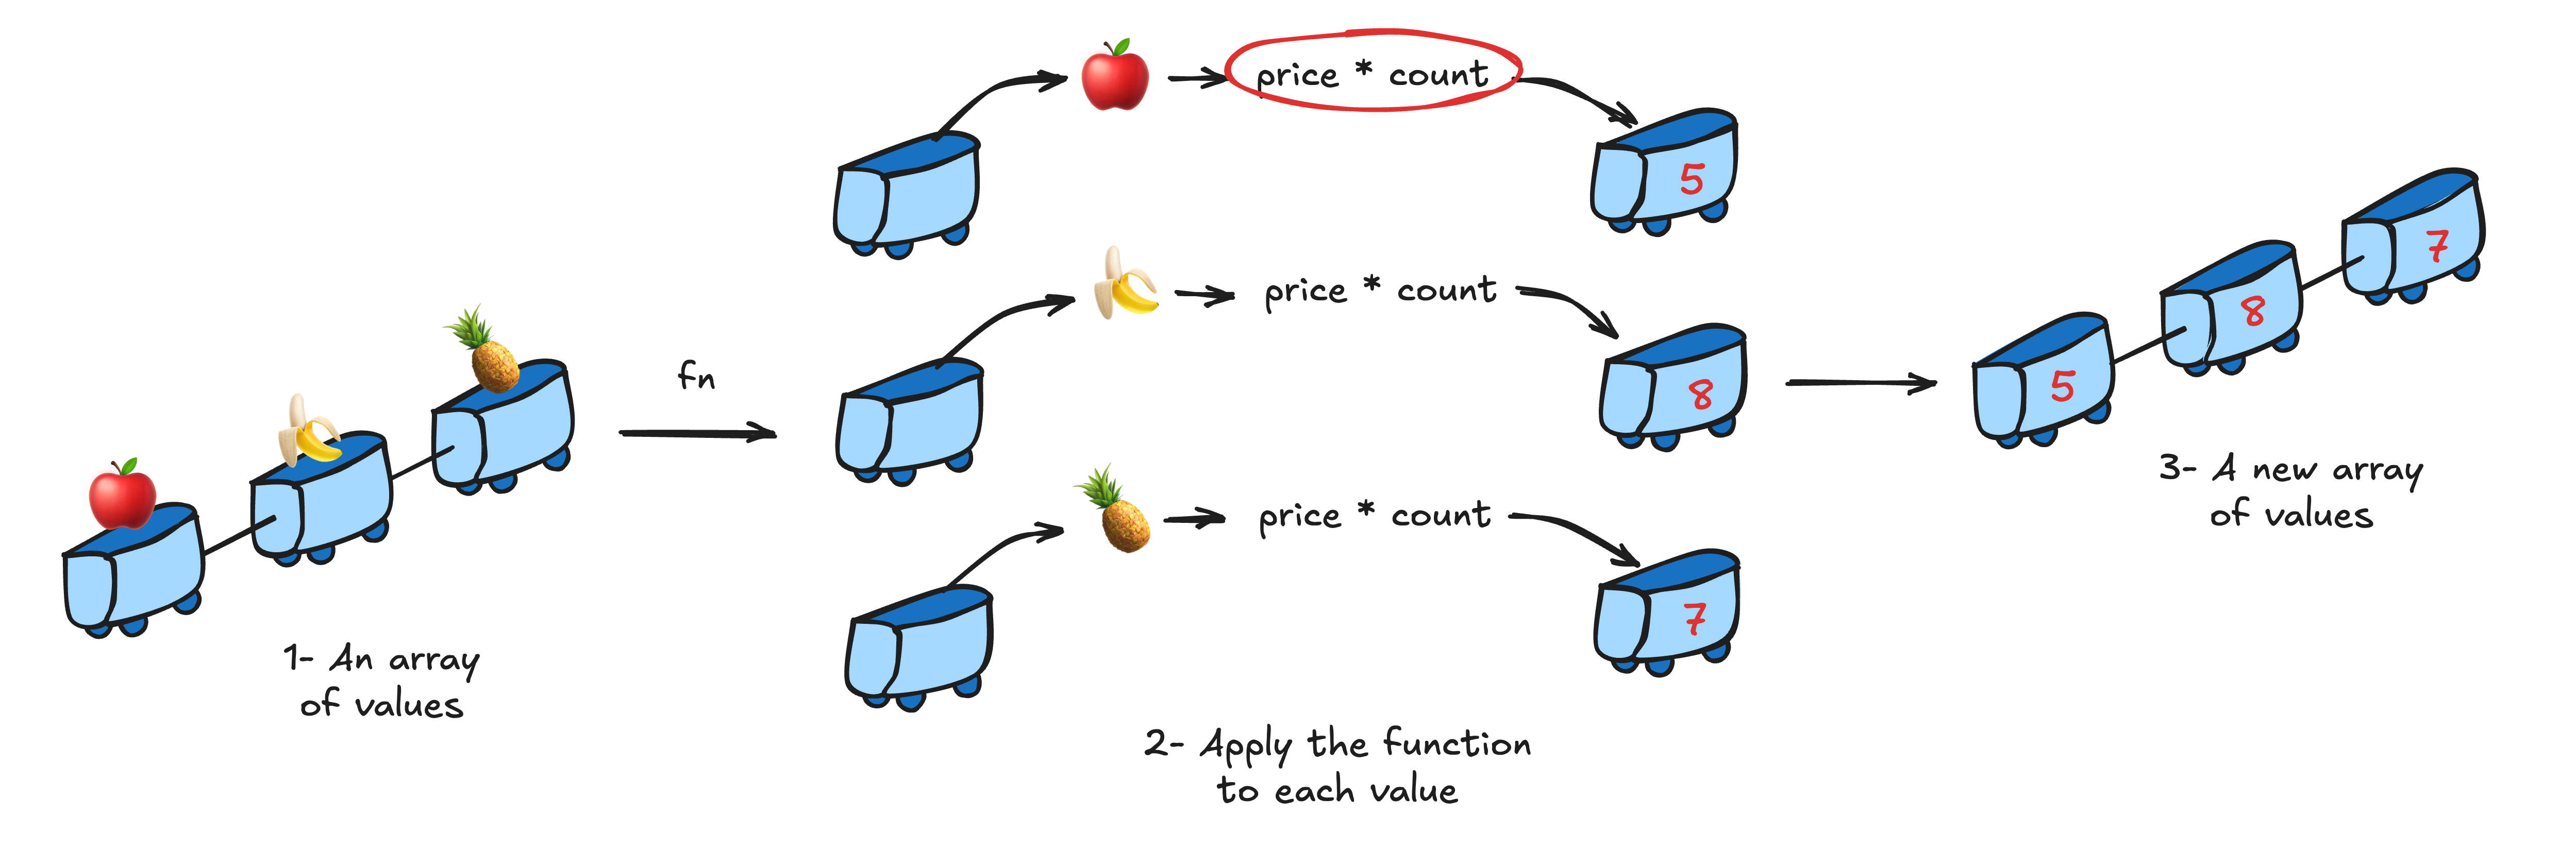 1- An array
of values
fn
price * count
5
price * count
8
price * count
7
2- Apply the function
to each value
5
8
7
3- A new array
of values